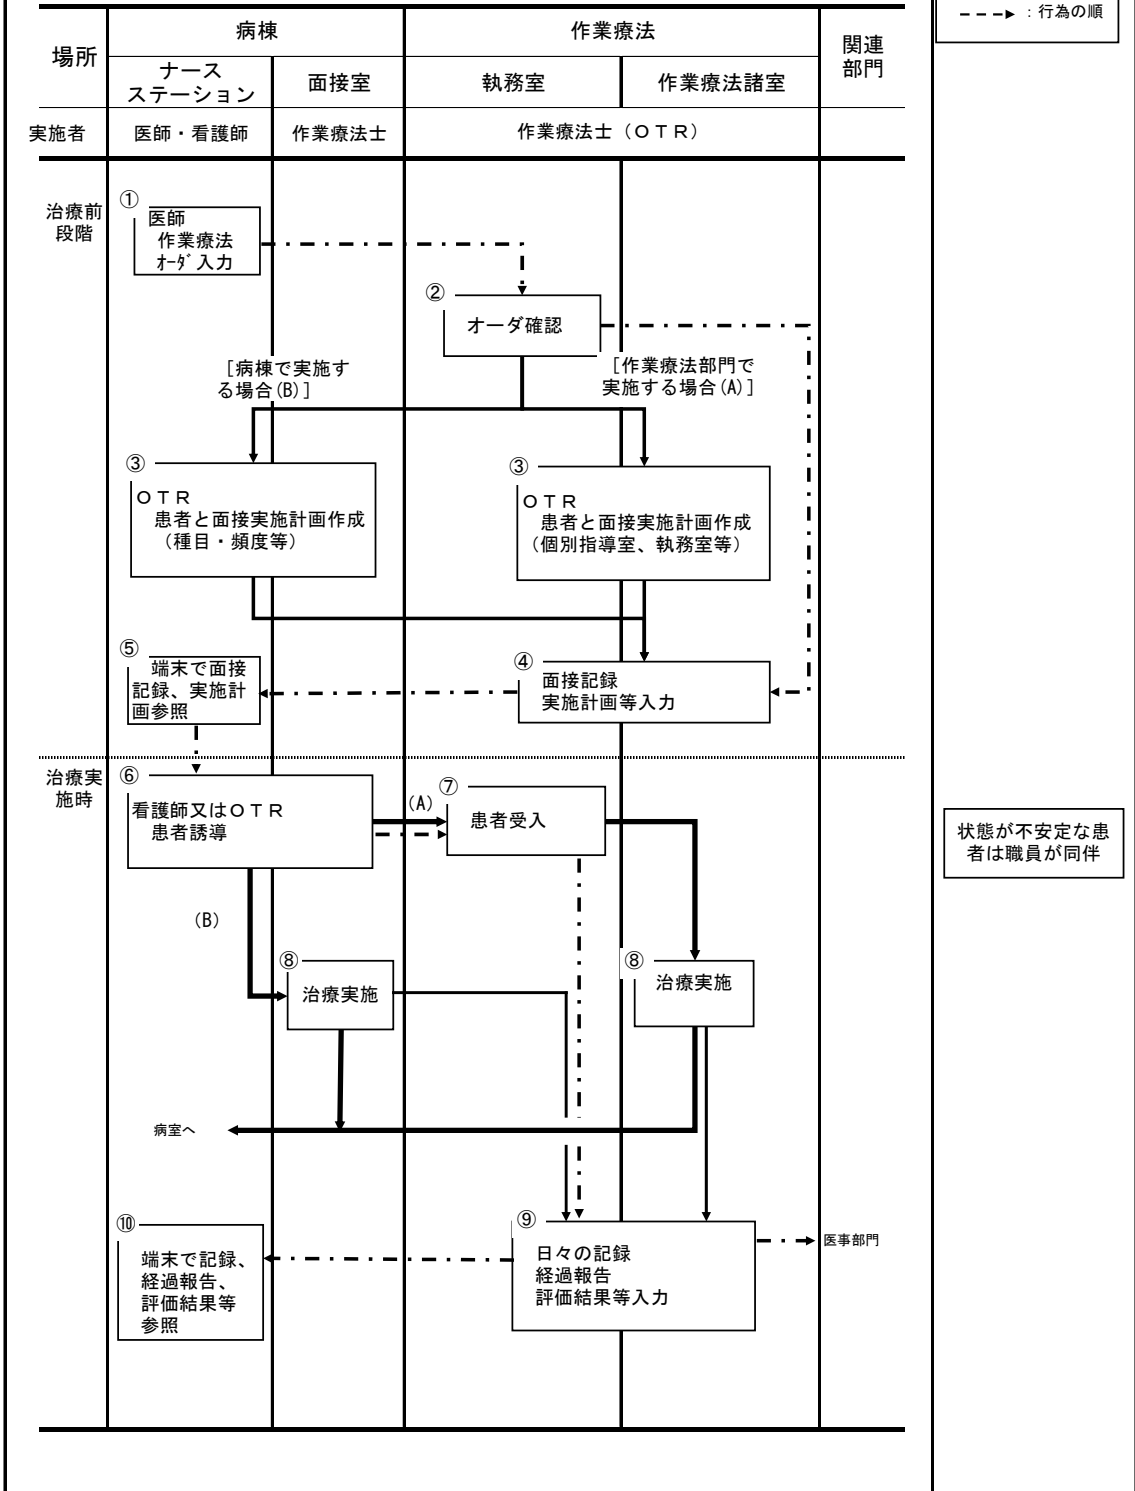 ：行為の順
場所
病棟
作業療法
関連
部門
ナース
ステーション
面接室
執務室
作業療法諸室
実施者
医師・看護師
作業療法士
作業療法士（ＯＴＲ）
治療前
段階
①
医師
作業療法
ｵｰﾀﾞ入力
②
オーダ確認
［病棟で実施す
る場合(B)］
［作業療法部門で
実施する場合(A)］
③
ＯＴＲ
患者と面接実施計画作成
（種目・頻度等）
③
ＯＴＲ
患者と面接実施計画作成
（個別指導室、執務室等）
⑤
端末で面接
記録、実施計
画参照
④
面接記録
実施計画等入力
治療実
施時
⑥
看護師又はＯＴＲ
患者誘導
(A)
⑦
患者受入
状態が不安定な患
者は職員が同伴
(B)
⑧
治療実施
⑧
治療実施
病室へ
⑩
端末で記録、
経過報告、
評価結果等
参照
⑨
日々の記録
経過報告
評価結果等入力
医事部門